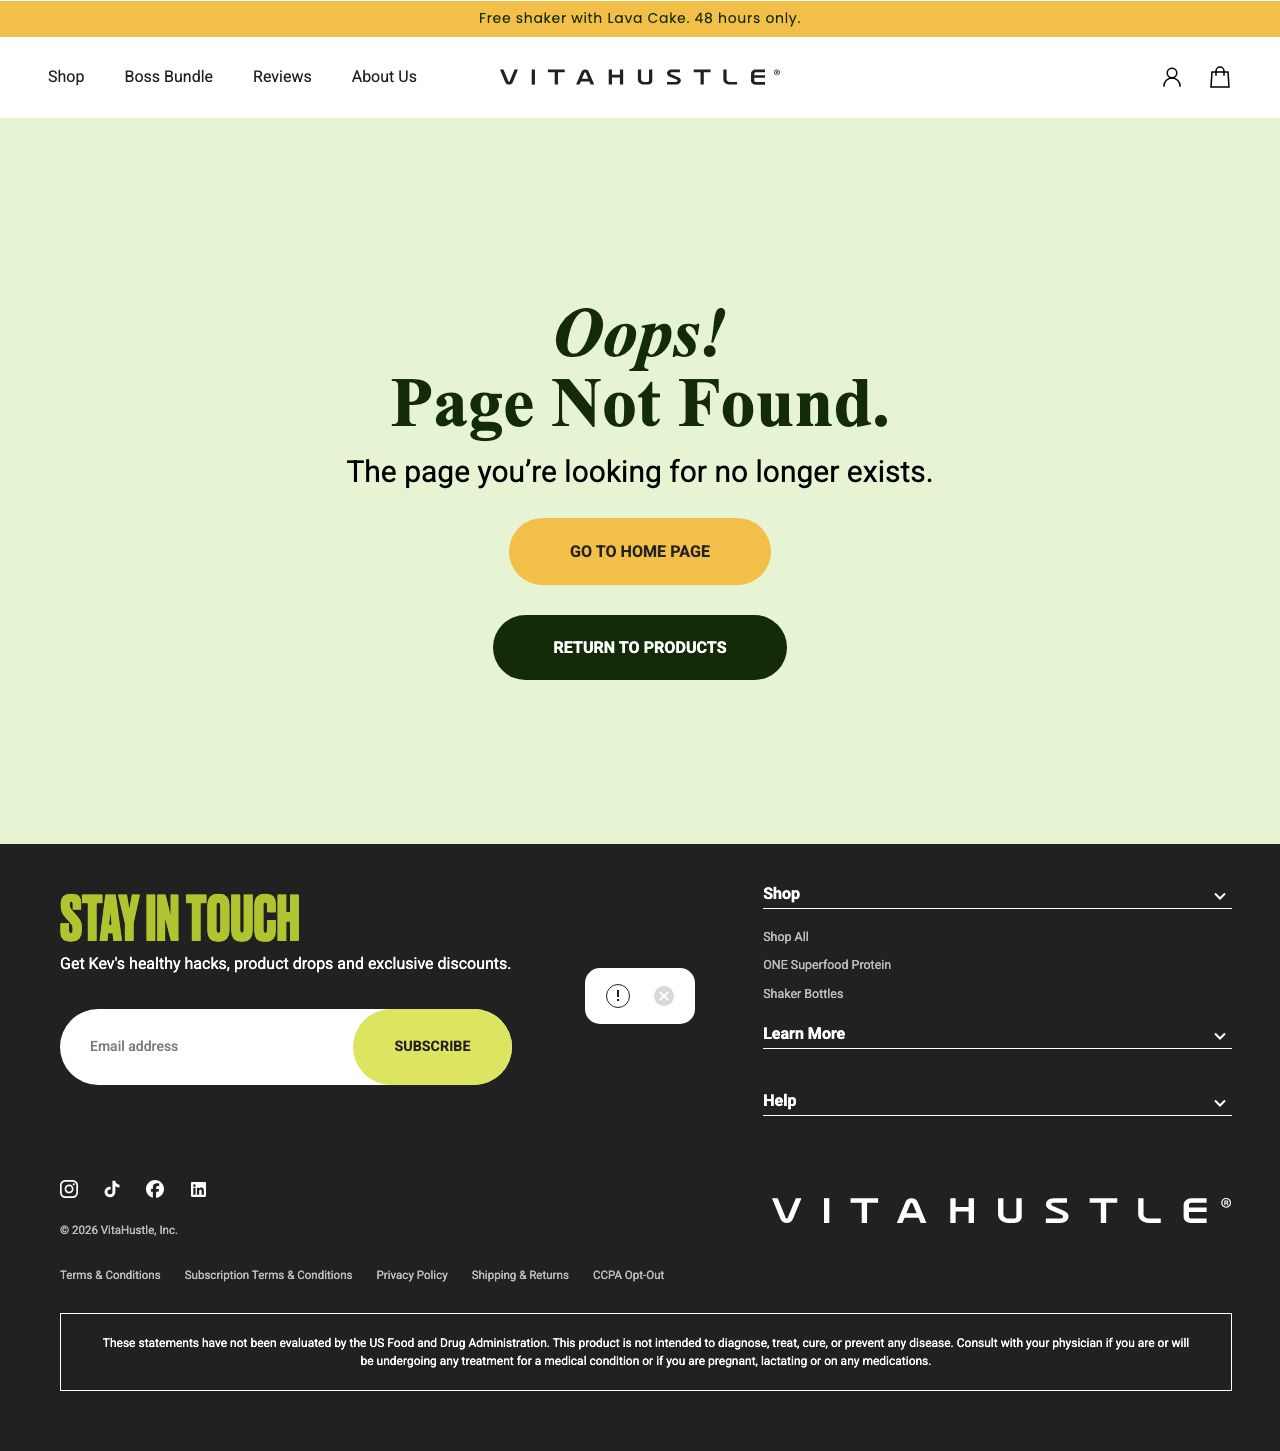 Free shaker with Lava Cake. 48 hours only.
Shop Boss Bundle Reviews About Us VITAHUSTLE®
Oops!
Page Not Found.
The page you’re looking for no longer exists.
GO TO HOME PAGE
RETURN TO PRODUCTS
STAY IN TOUCH
Get Kev's healthy hacks, product drops and exclusive discounts.
Email address SUBSCRIBE
Shop
Shop All
ONE Superfood Protein
Shaker Bottles
Learn More
Help
© 2026 VitaHustle, Inc.
VITAHUSTLE®
Terms & Conditions Subscription Terms & Conditions Privacy Policy Shipping & Returns CCPA Opt-Out
These statements have not been evaluated by the US Food and Drug Administration. This product is not intended to diagnose, treat, cure, or prevent any disease. Consult with your physician if you are or will
be undergoing any treatment for a medical condition or if you are pregnant, lactating or on any medications.